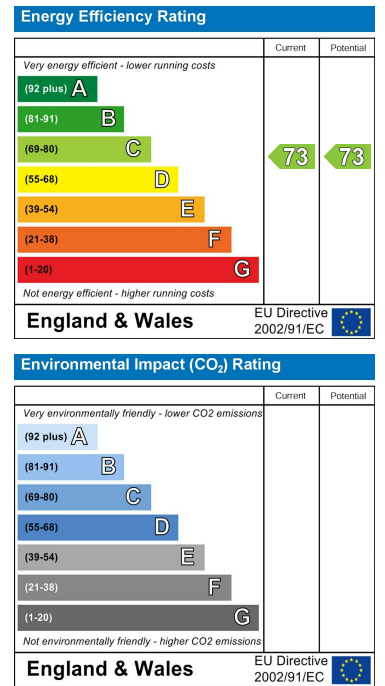 Energy Efficiency Rating
Current Potential
Very energy efficient - lower running costs
(92 plus) A
(81-91) B
(69-80) C 73 73
(55-68) D
(39-54) E
(21-38) F
(1-20) G
Not energy efficient - higher running costs
England & Wales EU Directive 2002/91/EC
Environmental Impact (CO₂) Rating
Current Potential
Very environmentally friendly - lower CO2 emissions
(92 plus) A
(81-91) B
(69-80) C
(55-68) D
(39-54) E
(21-38) F
(1-20) G
Not environmentally friendly - higher CO2 emissions
England & Wales EU Directive 2002/91/EC